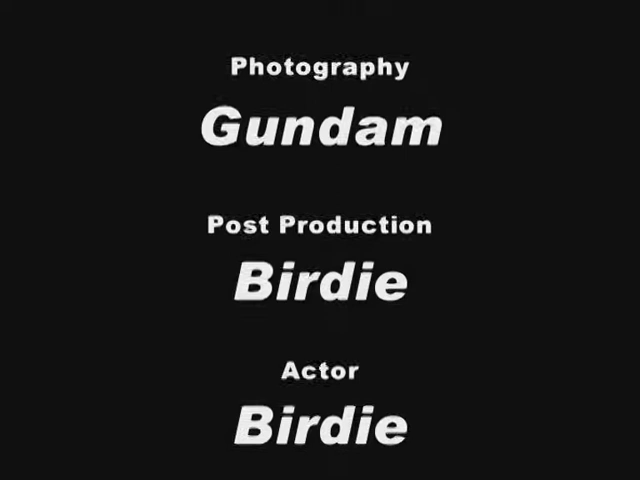 Photography
Gundam
Post Production
Birdie
Actor
Birdie